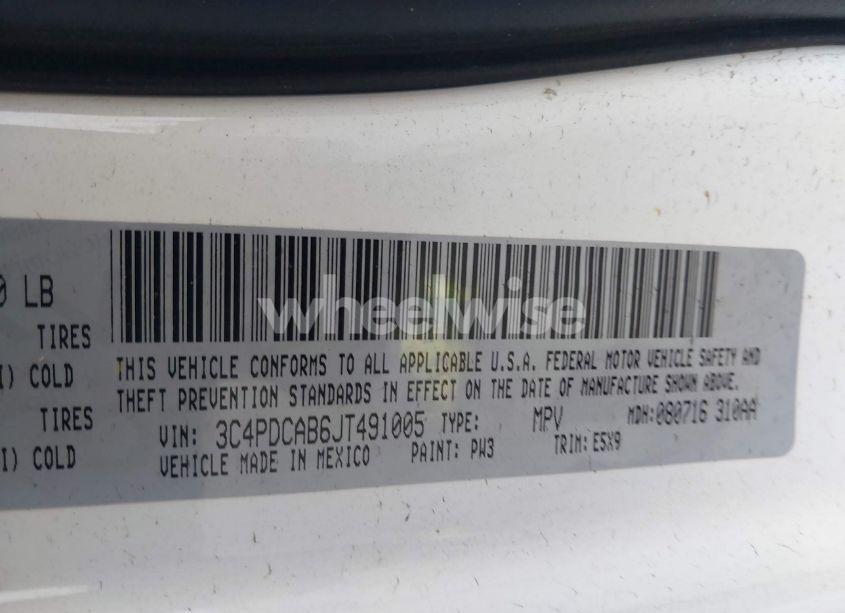 0 LB
TIRES
I) COLD
TIRES
I) COLD
wheelwise
THIS VEHICLE CONFORMS TO ALL APPLICABLE U.S.A. FEDERAL MOTOR VEHICLE SAFETY AND
THEFT PREVENTION STANDARDS IN EFFECT ON THE DATE OF MANUFACTURE SHOWN ABOVE.
VIN: 3C4PDCAB6JT491005 TYPE: MPV MDH:080716 310AA
VEHICLE MADE IN MEXICO PAINT: PW3 TRIM: E5X9